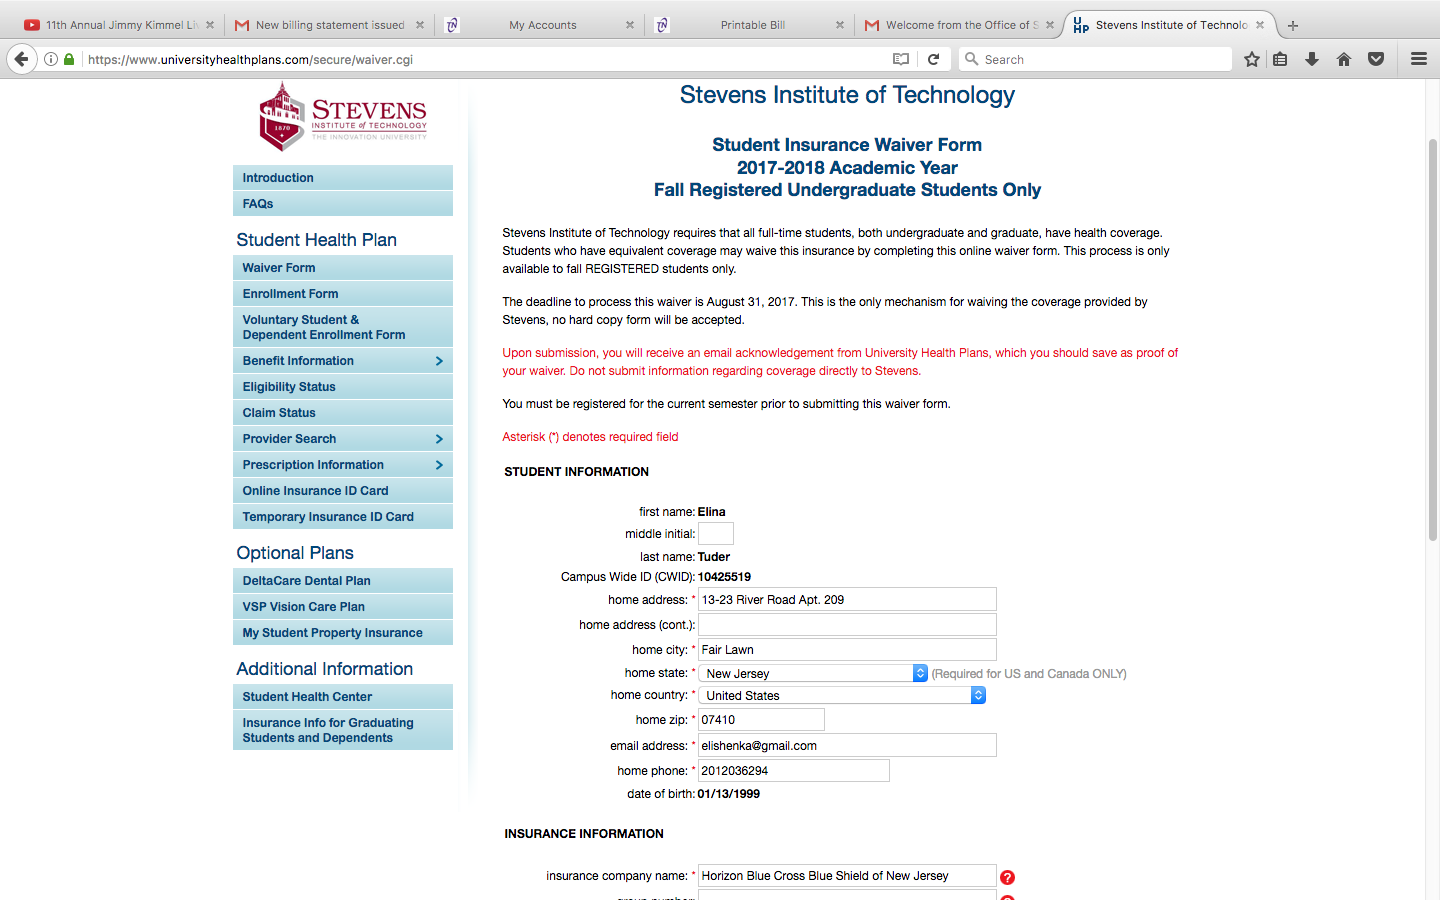 11th Annual Jimmy Kimmel Li
New billing statement issued
My Accounts
Printable Bill
Welcome from the Office of S
Stevens Institute of Technolo
https://www.universityhealthplans.com/secure/waiver.cgi
Search
STEVENS
INSTITUTE of TECHNOLOGY
THE INNOVATION UNIVERSITY
1870
Introduction
FAQs
Student Health Plan
Waiver Form
Enrollment Form
Voluntary Student &
Dependent Enrollment Form
Benefit Information
Eligibility Status
Claim Status
Provider Search
Prescription Information
Online Insurance ID Card
Temporary Insurance ID Card
Optional Plans
DeltaCare Dental Plan
VSP Vision Care Plan
My Student Property Insurance
Additional Information
Student Health Center
Insurance Info for Graduating
Students and Dependents
Stevens Institute of Technology
Student Insurance Waiver Form
2017-2018 Academic Year
Fall Registered Undergraduate Students Only
Stevens Institute of Technology requires that all full-time students, both undergraduate and graduate, have health coverage.
Students who have equivalent coverage may waive this insurance by completing this online waiver form. This process is only
available to fall REGISTERED students only.
The deadline to process this waiver is August 31, 2017. This is the only mechanism for waiving the coverage provided by
Stevens, no hard copy form will be accepted.
Upon submission, you will receive an email acknowledgement from University Health Plans, which you should save as proof of
your waiver. Do not submit information regarding coverage directly to Stevens.
You must be registered for the current semester prior to submitting this waiver form.
Asterisk (*) denotes required field
STUDENT INFORMATION
first name: Elina
middle initial:
last name: Tuder
Campus Wide ID (CWID): 10425519
home address: * 13-23 River Road Apt. 209
home address (cont.):
home city: * Fair Lawn
home state: * New Jersey (Required for US and Canada ONLY)
home country: * United States
home zip: * 07410
email address: * elishenka@gmail.com
home phone: * 2012036294
date of birth: 01/13/1999
INSURANCE INFORMATION
insurance company name: * Horizon Blue Cross Blue Shield of New Jersey